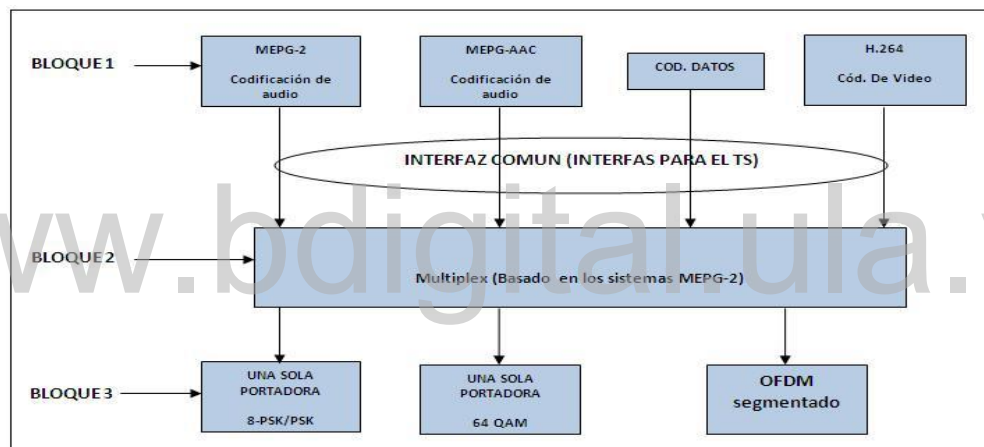 BLOQUE 1
MEPG-2
Codificación de
audio
MEPG-AAC
Codificación de
audio
COD. DATOS
H.264
Cód. De Video
INTERFAZ COMUN (INTERFAS PARA EL TS)
www.bdigital.ula.
BLOQUE 2
Multiplex (Basado en los sistemas MEPG-2)
BLOQUE 3
UNA SOLA
PORTADORA
8-PSK/PSK
UNA SOLA
PORTADORA
64 QAM
OFDM
segmentado